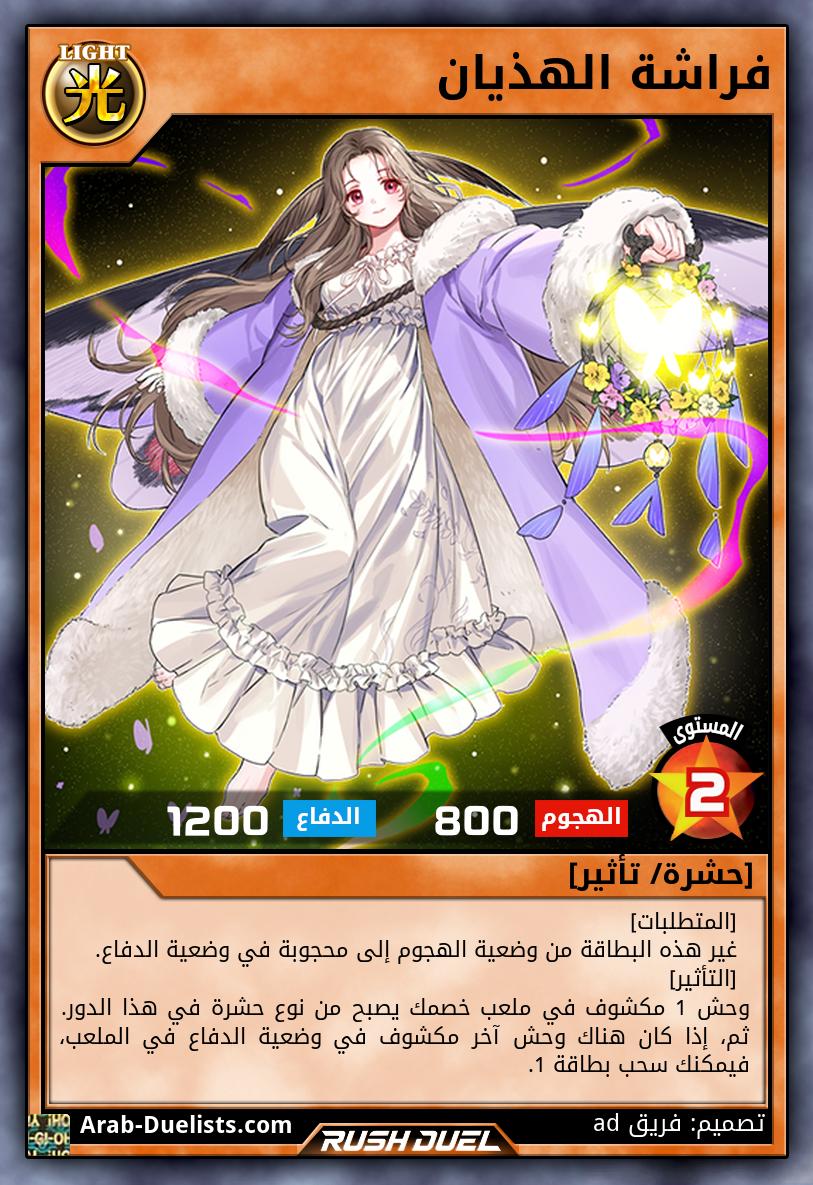 LIGHT
光
فراشة الهذيان
المستوى
2
الهجوم 800 الدفاع 1200
[حشرة/ تأثير]
[المتطلبات]
غير هذه البطاقة من وضعية الهجوم إلى محجوبة في وضعية الدفاع.
[التأثير]
وحش 1 مكشوف في ملعب خصمك يصبح من نوع حشرة في هذا الدور.
ثم، إذا كان هناك وحش آخر مكشوف في وضعية الدفاع في الملعب،
فيمكنك سحب بطاقة 1.
تصميم: فريق ad
Arab-Duelists.com
RUSH DUEL